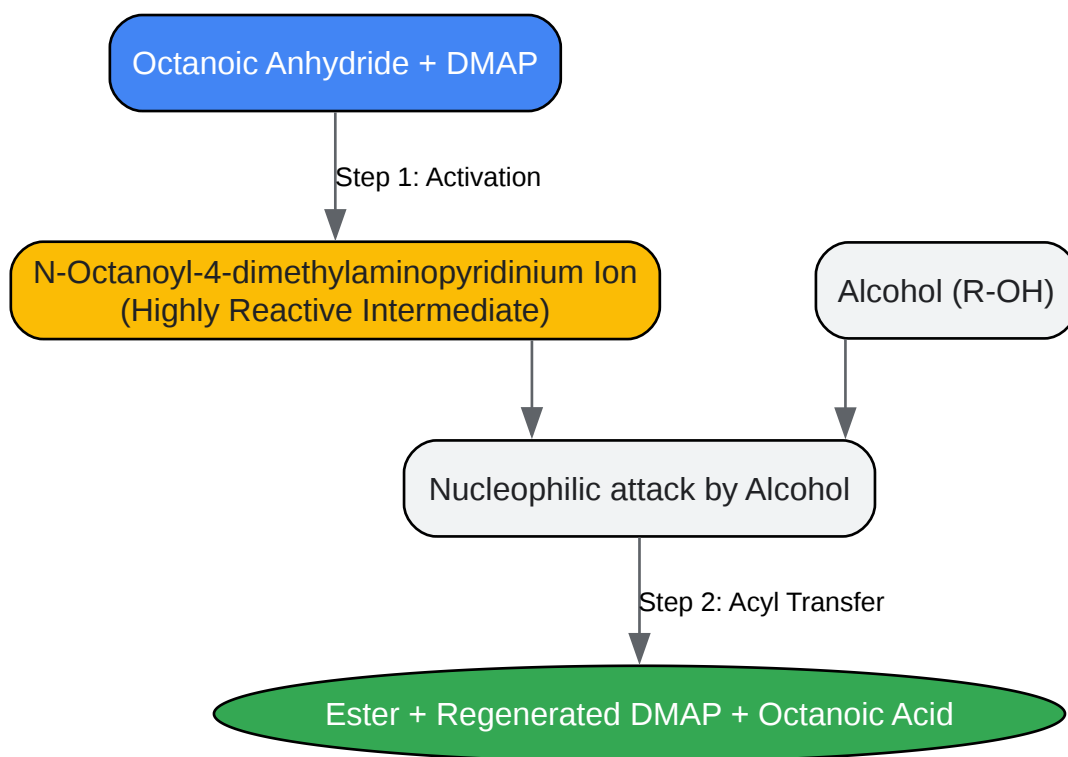 Octanoic Anhydride + DMAP
Step 1: Activation
N-Octanoyl-4-dimethylaminopyridinium Ion
(Highly Reactive Intermediate)
Alcohol (R-OH)
Nucleophilic attack by Alcohol
Step 2: Acyl Transfer
Ester + Regenerated DMAP + Octanoic Acid